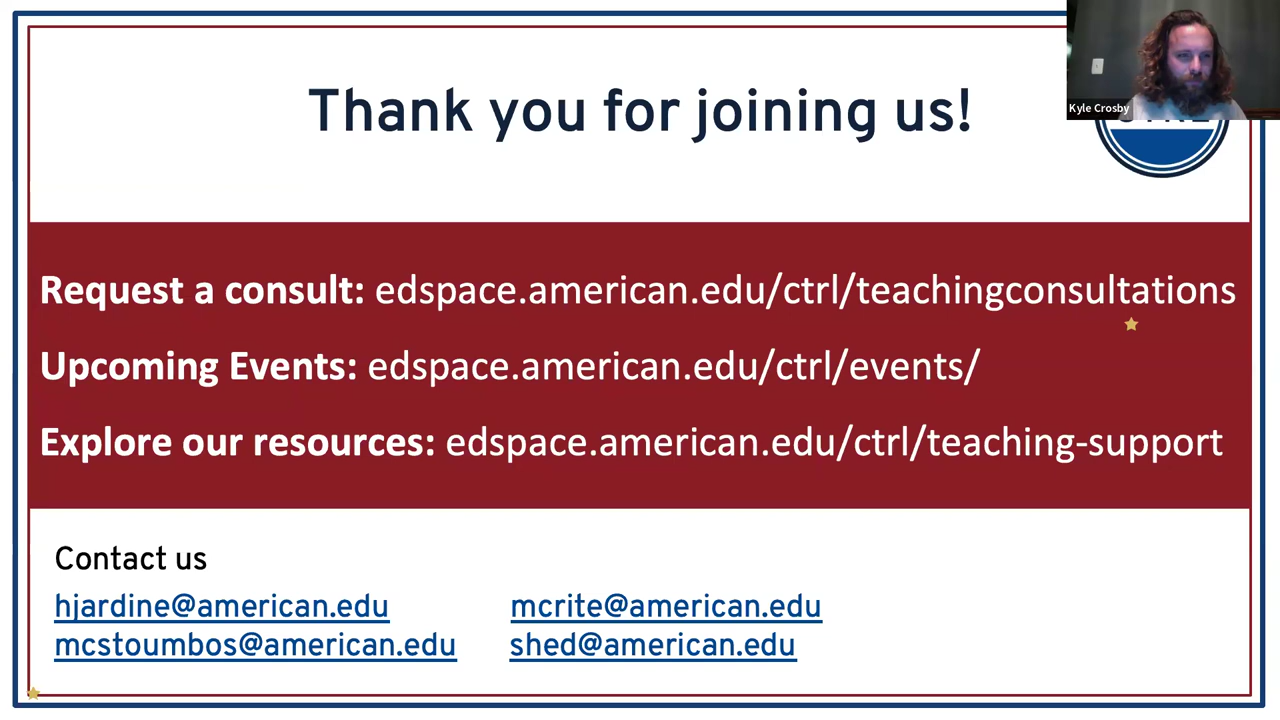 Thank you for joining us!
Kyle Crosby
Request a consult: edspace.american.edu/ctrl/teachingconsultations
Upcoming Events: edspace.american.edu/ctrl/events/
Explore our resources: edspace.american.edu/ctrl/teaching-support
Contact us
hjardine@american.edu mcrite@american.edu
mcstoumbos@american.edu shed@american.edu